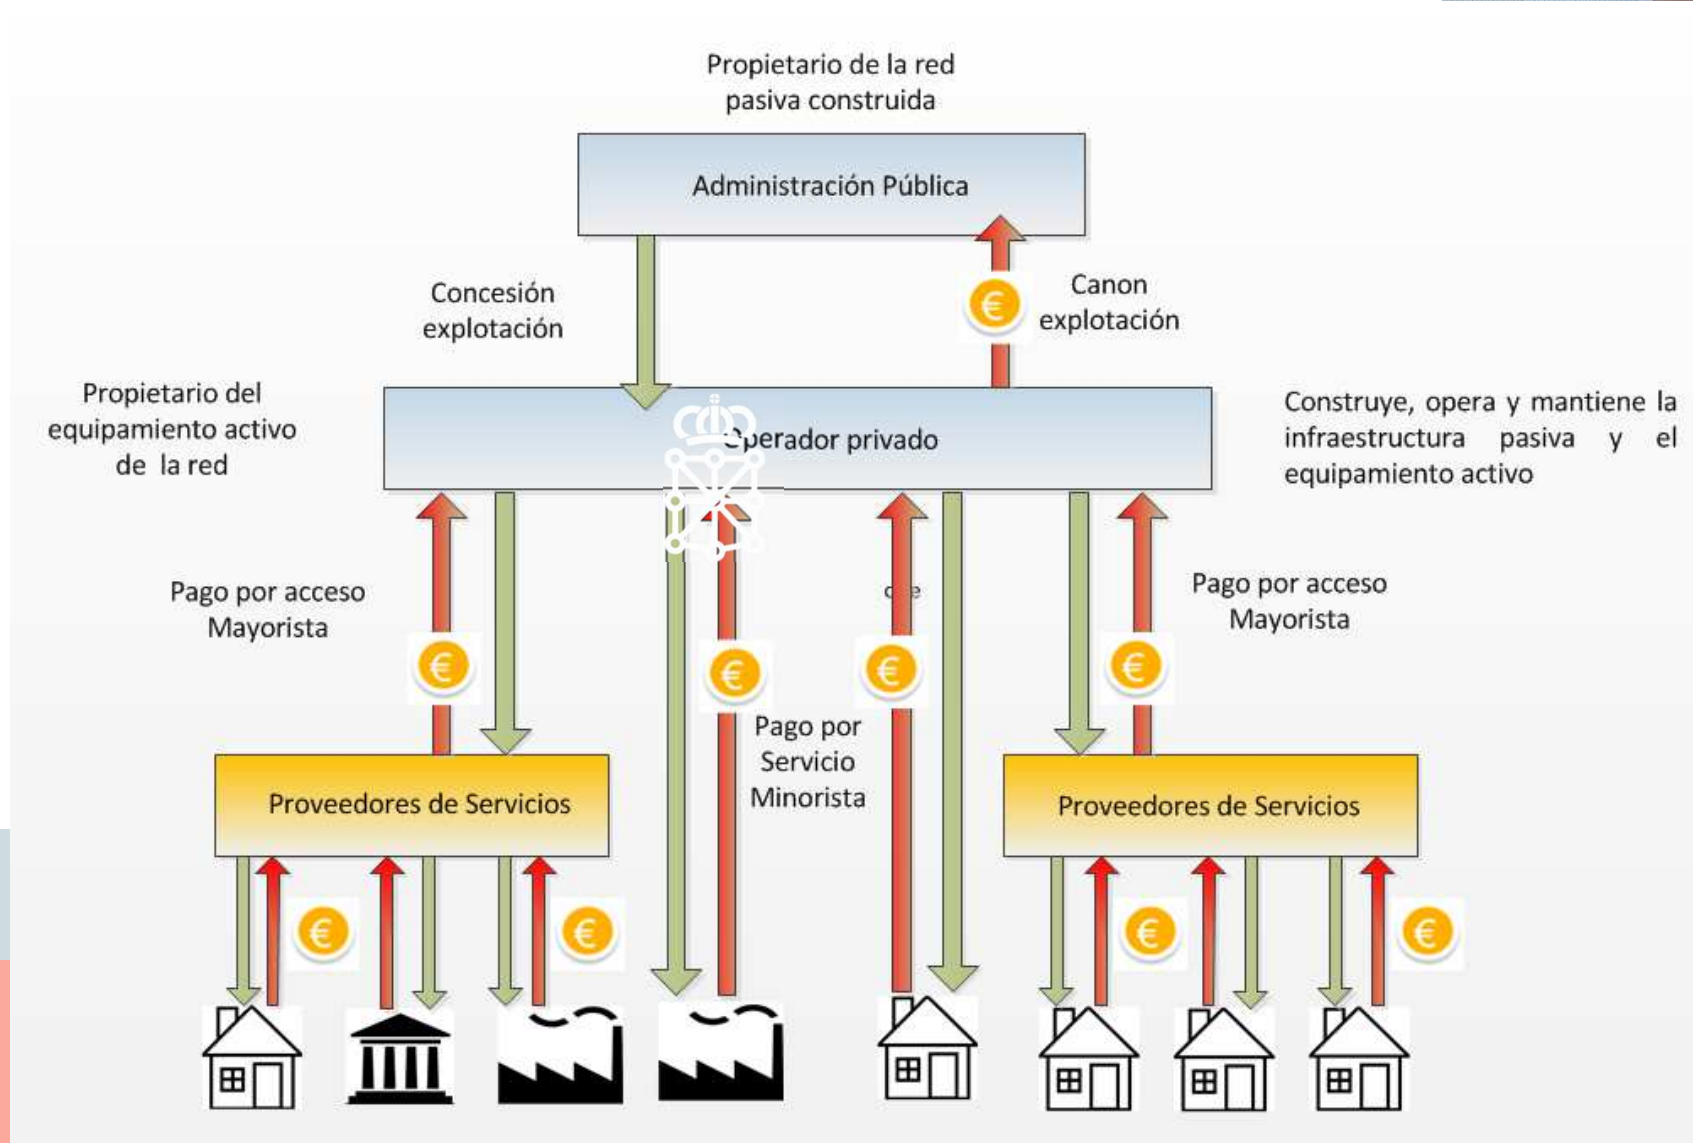 Propietario de la red
pasiva construida
Administración Pública
Concesión
explotación
€
Canon
explotación
Propietario del
equipamiento activo
de la red
Operador privado
Construye, opera y mantiene la
infraestructura pasiva y el
equipamiento activo
Pago por acceso
Mayorista
€
€
€
€
Pago por acceso
Mayorista
Pago por
Servicio
Minorista
Proveedores de Servicios
Proveedores de Servicios
€
€
€
€